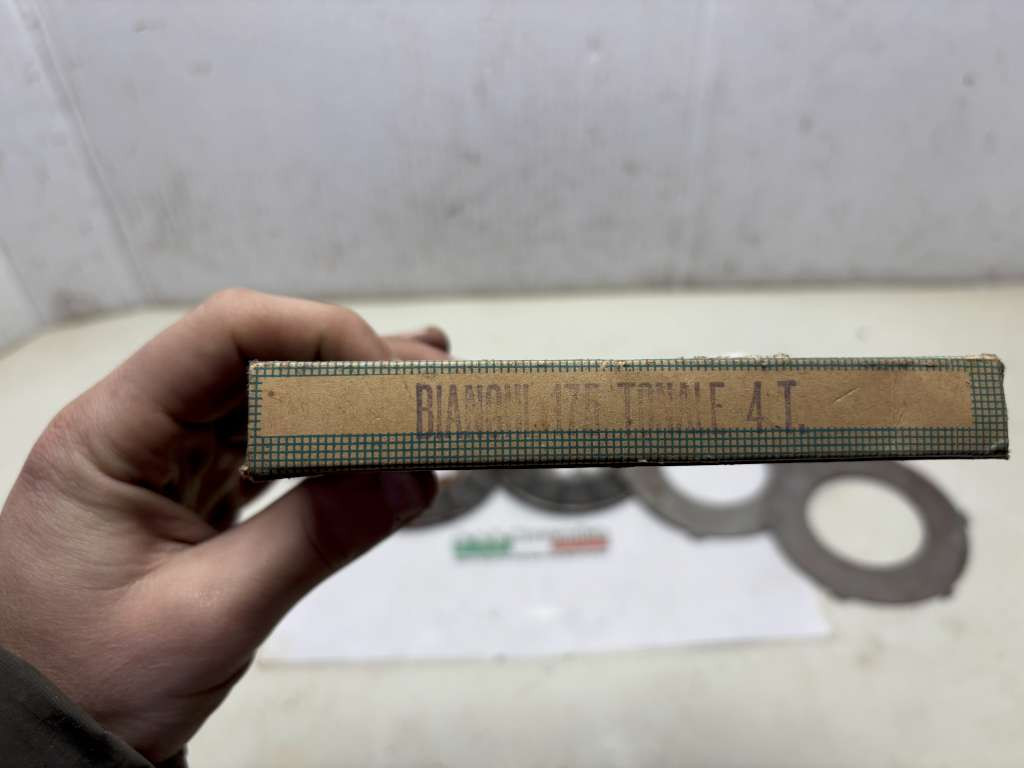 BIANCHI 175 TONALE 4.T.